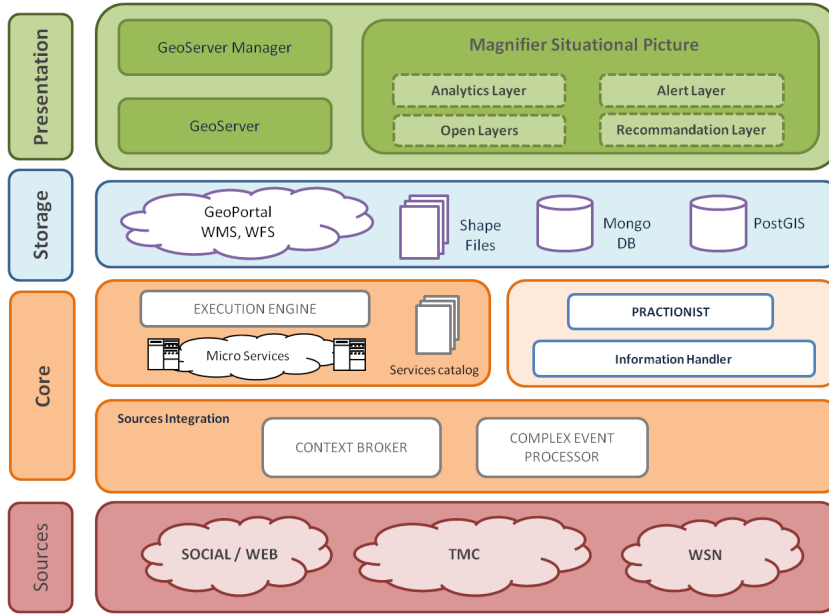 Presentation
GeoServer Manager
GeoServer
Magnifier Situational Picture
Analytics Layer
Alert Layer
Open Layers
Recommandation Layer
Storage
GeoPortal
WMS, WFS
Shape
Files
Mongo
DB
PostGIS
Core
EXECUTION ENGINE
Micro Services
Services catalog
PRACTIONIST
Information Handler
Sources Integration
CONTEXT BROKER
COMPLEX EVENT
PROCESSOR
Sources
SOCIAL / WEB
TMC
WSN